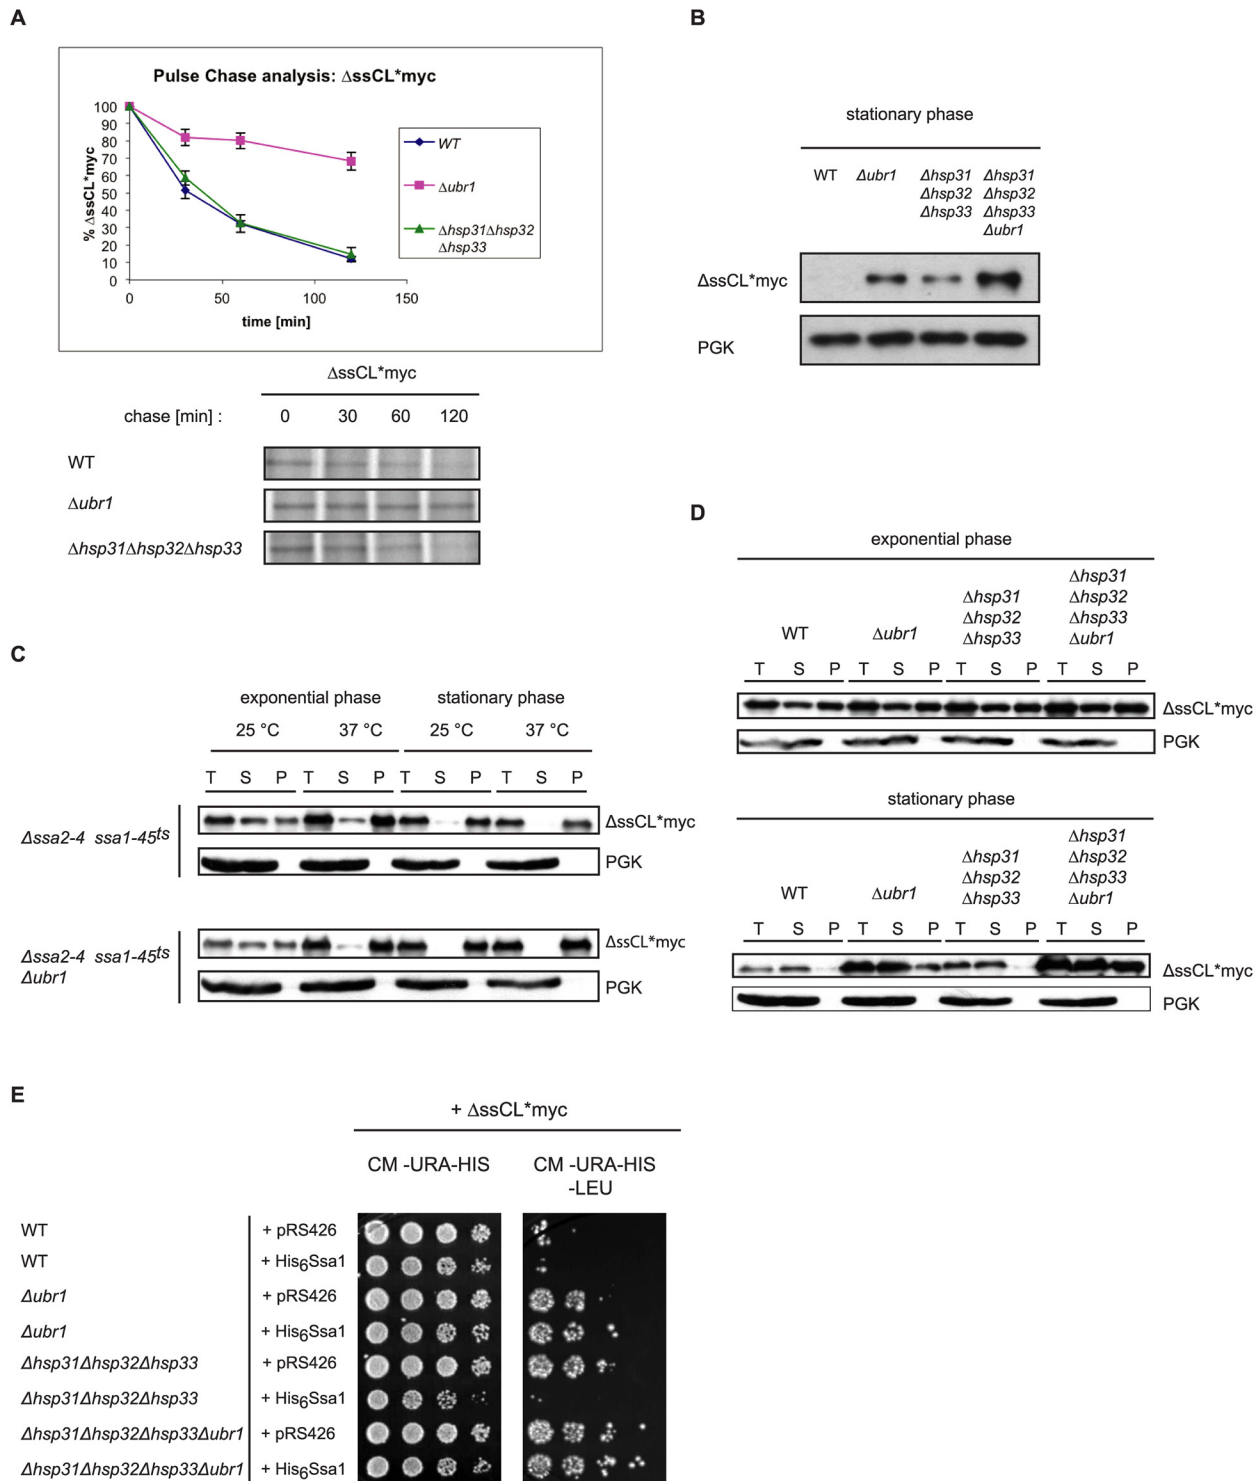 A
Pulse Chase analysis: ΔssCL*myc
% ΔssCL*myc
100
90
80
70
60
50
40
30
20
10
0
0 50 100 150
time [min]
WT
Δubr1
Δhsp31Δhsp32
Δhsp33
ΔssCL*myc
chase [min] : 0 30 60 120
WT
Δubr1
Δhsp31Δhsp32Δhsp33
B
stationary phase
WT Δubr1 Δhsp31 Δhsp31
Δhsp32 Δhsp32
Δhsp33 Δhsp33
Δubr1
ΔssCL*myc
PGK
C
exponential phase stationary phase
25 °C 37 °C 25 °C 37 °C
T S P T S P T S P T S P
Δssa2-4 ssa1-45ts
ΔssCL*myc
PGK
Δssa2-4 ssa1-45ts
Δubr1
ΔssCL*myc
PGK
D
exponential phase
Δhsp31
Δhsp31 Δhsp32
Δhsp32 Δhsp33
WT Δubr1 Δhsp33 Δubr1
T S P T S P T S P T S P
ΔssCL*myc
PGK
stationary phase
Δhsp31
Δhsp31 Δhsp32
Δhsp32 Δhsp33
WT Δubr1 Δhsp33 Δubr1
T S P T S P T S P T S P
ΔssCL*myc
PGK
E
+ ΔssCL*myc
CM -URA-HIS CM -URA-HIS
-LEU
WT + pRS426
WT + His6Ssa1
Δubr1 + pRS426
Δubr1 + His6Ssa1
Δhsp31Δhsp32Δhsp33 + pRS426
Δhsp31Δhsp32Δhsp33 + His6Ssa1
Δhsp31Δhsp32Δhsp33Δubr1 + pRS426
Δhsp31Δhsp32Δhsp33Δubr1 + His6Ssa1